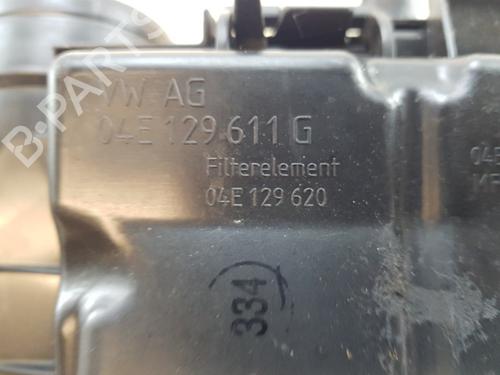 VW AG
04E 129 611 G
Filterelement
04E 129 620
334
B-PARTS